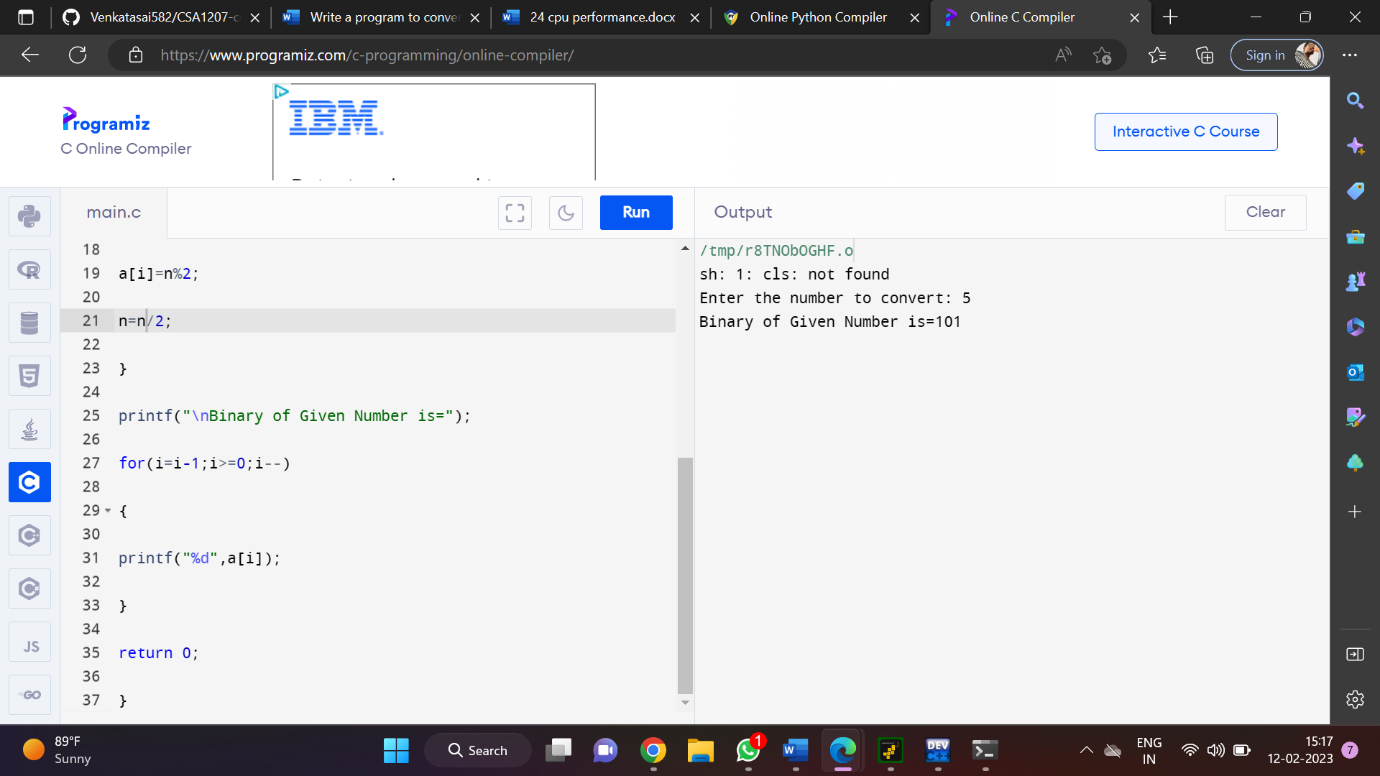 Venkatasai582/CSA1207-c
Write a program to conver
24 cpu performance.docx
Online Python Compiler
Online C Compiler
https://www.programiz.com/c-programming/online-compiler/
Sign in
Programiz
C Online Compiler
IBM.
Interactive C Course
main.c
Run
Output
Clear
18
19 a[i]=n%2;
20
21 n=n/2;
22
23 }
24
25 printf("\nBinary of Given Number is=");
26
27 for(i=i-1;i>=0;i--)
28
29 {
30
31 printf("%d",a[i]);
32
33 }
34
35 return 0;
36
37 }
/tmp/r8TNObOGHF.o
sh: 1: cls: not found
Enter the number to convert: 5
Binary of Given Number is=101
JS
GO
89°F
Sunny
Search
1
DEV
ENG
IN
15:17
12-02-2023
7